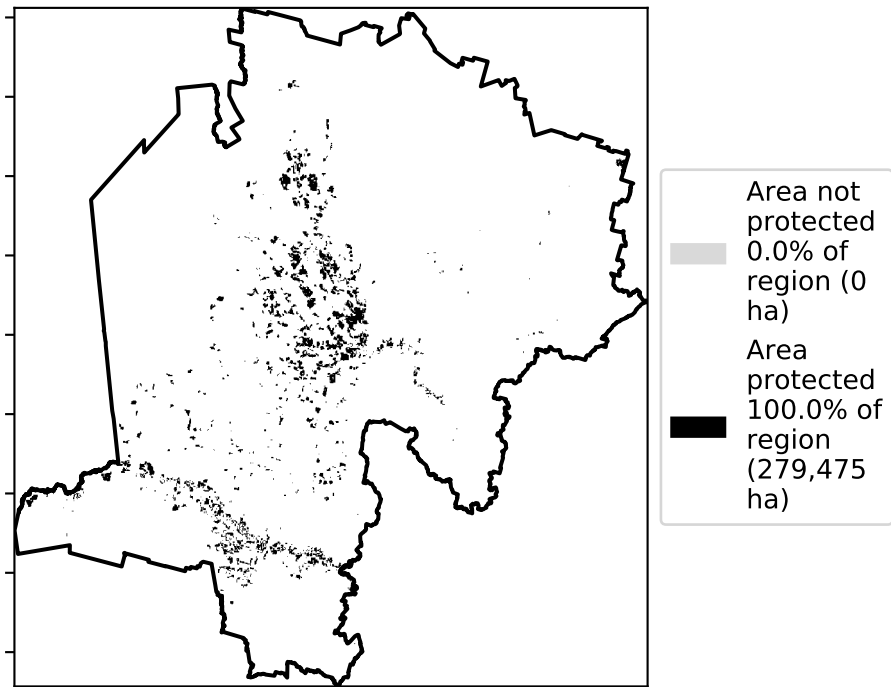 Area not
protected
0.0% of
region (0
ha)
Area
protected
100.0% of
region
(279,475
ha)